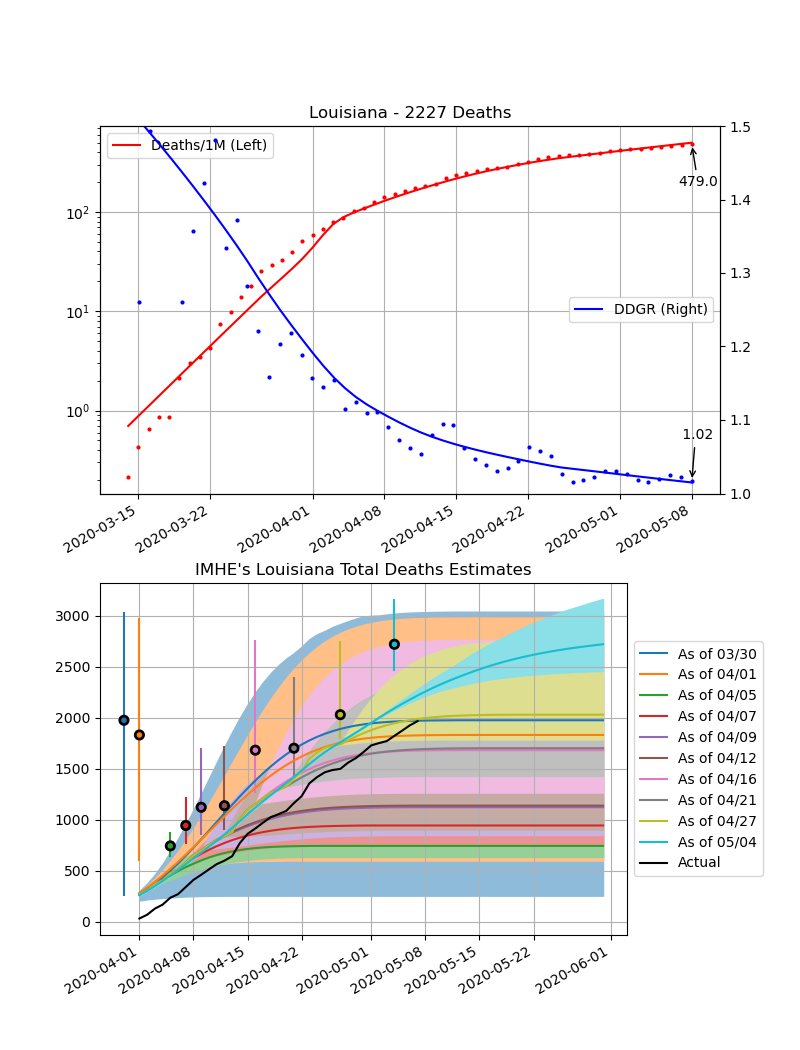 Louisiana - 2227 Deaths
Deaths/1M (Left)
DDGR (Right)
479.0
1.02
10²
10¹
10⁰
1.5
1.4
1.3
1.2
1.1
1.0
2020-03-15
2020-03-22
2020-04-01
2020-04-08
2020-04-15
2020-04-22
2020-05-01
2020-05-08
IMHE's Louisiana Total Deaths Estimates
3000
2500
2000
1500
1000
500
0
2020-04-01
2020-04-08
2020-04-15
2020-04-22
2020-05-01
2020-05-08
2020-05-15
2020-05-22
2020-06-01
As of 03/30
As of 04/01
As of 04/05
As of 04/07
As of 04/09
As of 04/12
As of 04/16
As of 04/21
As of 04/27
As of 05/04
Actual